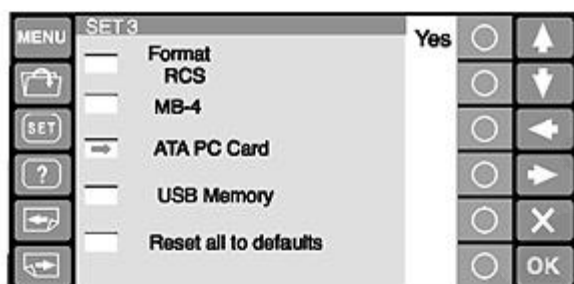 MENU
SET 3
Yes
Format
RCS
MB-4
SET
ATA PC Card
?
USB Memory
Reset all to defaults
OK